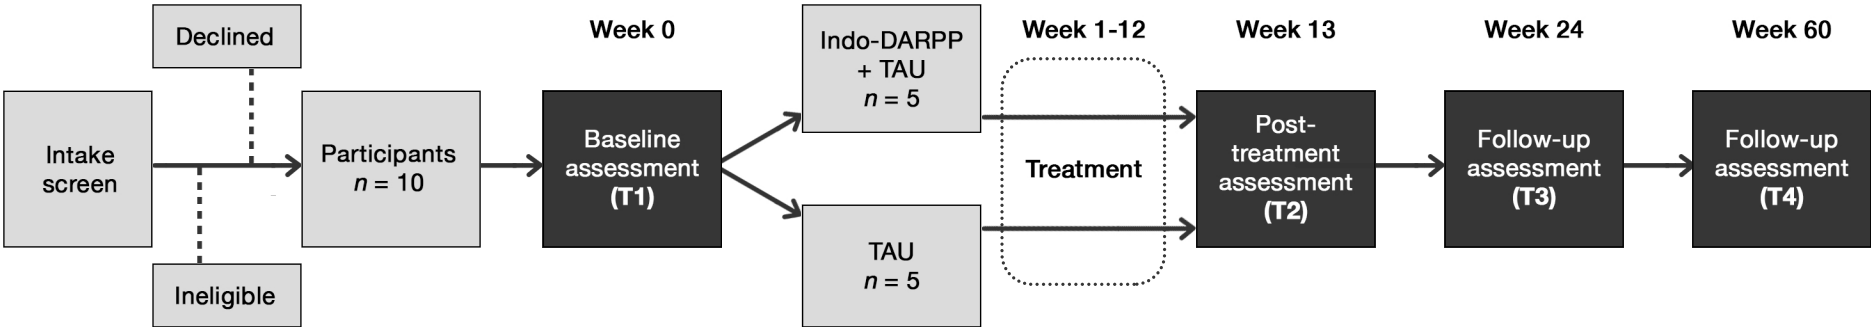 Declined
Intake
screen
Ineligible
Participants
n = 10
Week 0
Baseline
assessment
(T1)
Indo-DARPP
+ TAU
n = 5
TAU
n = 5
Week 1-12
Treatment
Week 13
Post-
treatment
assessment
(T2)
Week 24
Follow-up
assessment
(T3)
Week 60
Follow-up
assessment
(T4)